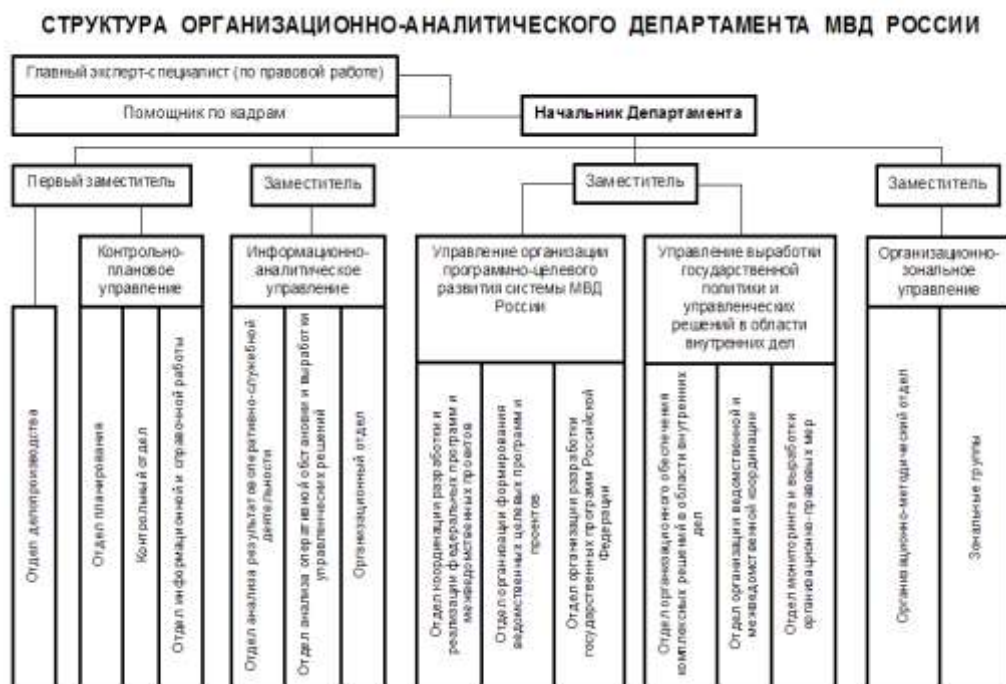 СТРУКТУРА ОРГАНИЗАЦИОННО-АНАЛИТИЧЕСКОГО ДЕПАРТАМЕНТА МВД РОССИИ
Главный эксперт-специалист (по правовой работе)
Помощник по кадрам
Начальник Департамента
Первый заместитель
Заместитель
Заместитель
Заместитель
Контрольно-
плановое
управление
Информационно-
аналитическое
управление
Управление организации
программно-целевого
развития системы МВД
России
Управление выработки
государственной
политики и
управленческих
решений в области
внутренних дел
Организационно-
зональное
управление
Отдел делопроизводства
Отдел планирования
Контрольный отдел
Отдел информационной и справочной работы
Отдел анализа результатов оперативно-служебной
деятельности
Отдел анализа оперативной обстановки и выработки
управленческих решений
Организационный отдел
Отдел координации разработки и
реализации федеральных программ и
межведомственных проектов
Отдел организации формирования
ведомственных целевых программ и
проектов
Отдел организации разработки
государственных программ Российской
Федерации
Отдел организационного обеспечения
комплексных решений в области внутренних
дел
Отдел организации ведомственной и
межведомственной координации
Отдел мониторинга и выработки
организационно-правовых мер
Организационно-методический отдел
Зональные группы